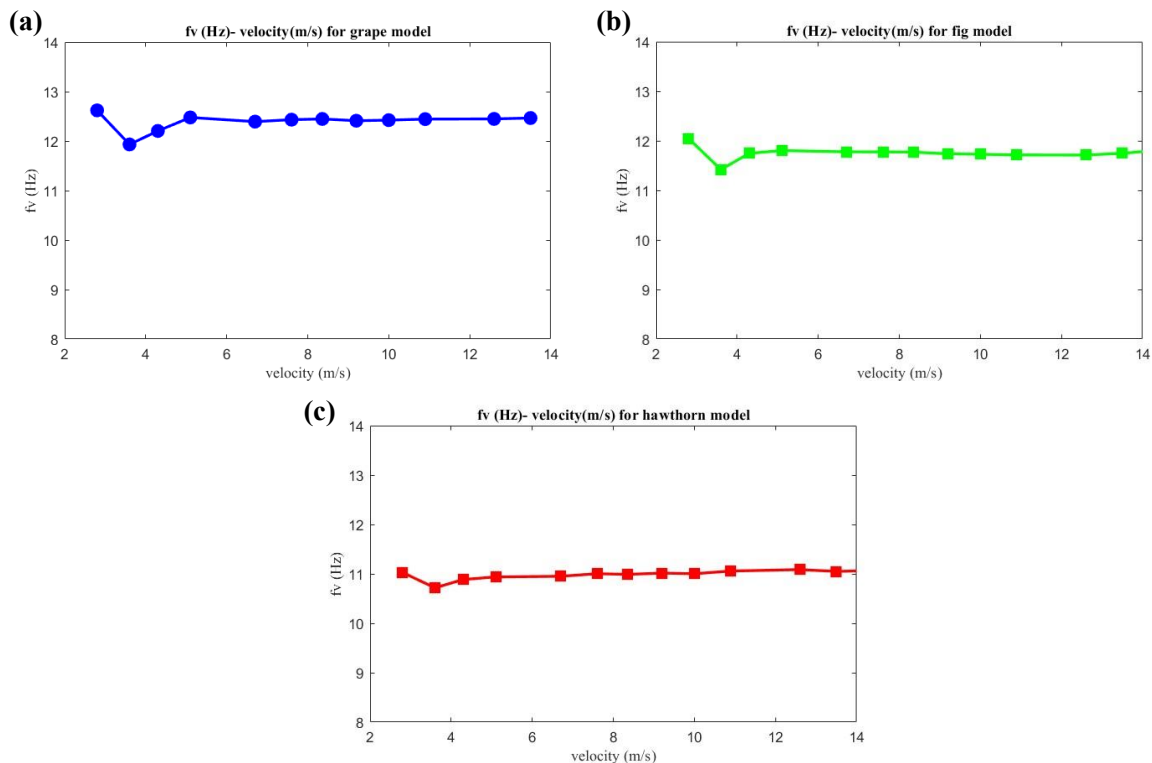 (a)
fv (Hz)- velocity(m/s) for grape model
14
13
12
11
10
9
8
fv (Hz)
2 4 6 8 10 12 14
velocity (m/s)
(b)
fv (Hz)- velocity(m/s) for fig model
14
13
12
11
10
9
8
fv (Hz)
2 4 6 8 10 12 14
velocity (m/s)
(c)
fv (Hz)- velocity(m/s) for hawthorn model
14
13
12
11
10
9
8
fv (Hz)
2 4 6 8 10 12 14
velocity (m/s)